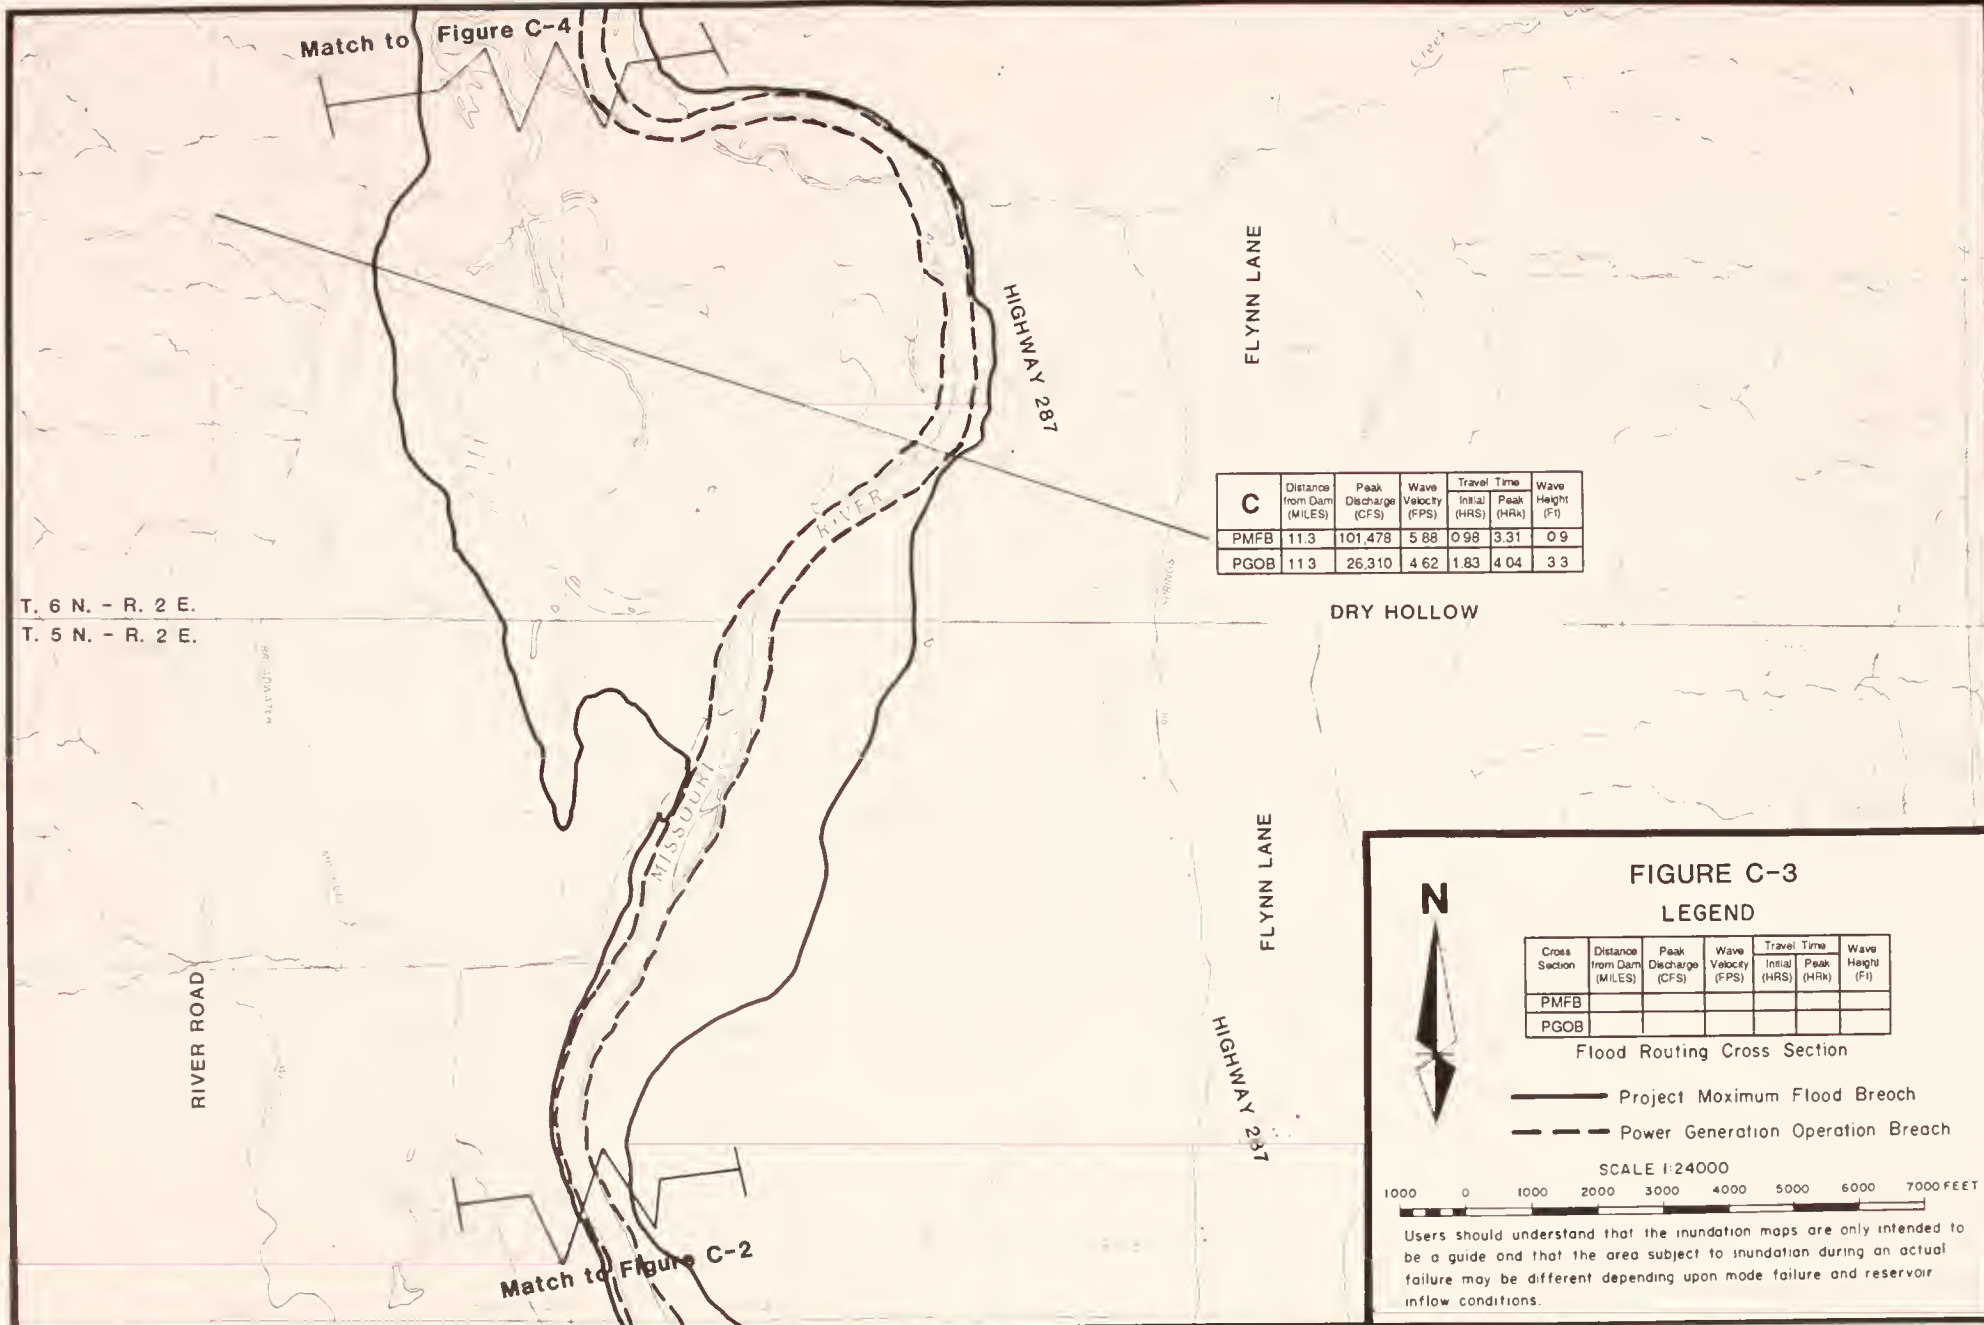 Match to Figure C-4
Creek
FLYNN LANE
HIGHWAY 287
C
Distance from Dam (MILES)
Peak Discharge (CFS)
Wave Velocity (FPS)
Travel Time
Initial (HRS)
Peak (HRk)
Wave Height (Ft)
PMFB 11.3 101,478 5 88 0 98 3.31 0 9
PGOB 11 3 26,310 4 62 1.83 4 04 3 3
RIVER
SPRINGS
T. 6 N. - R. 2 E.
T. 5 N. - R. 2 E.
DRY HOLLOW
MISSOURI
FLYNN LANE
RIVER ROAD
HIGHWAY 287
Match to Figure C-2
FIGURE C-3
N
LEGEND
Cross Section
Distance from Dam (MILES)
Peak Discharge (CFS)
Wave Velocity (FPS)
Travel Time
Initial (HRS)
Peak (HRk)
Wave Height (Ft)
PMFB
PGOB
Flood Routing Cross Section
Project Moximum Flood Breoch
Power Generation Operation Breach
SCALE 1:24000
1000 0 1000 2000 3000 4000 5000 6000 7000 FEET
Users should understand that the inundation maps are only intended to
be a guide ond that the area subject to inundation during an actual
failure may be different depending upon mode failure and reservoir
inflow conditions.